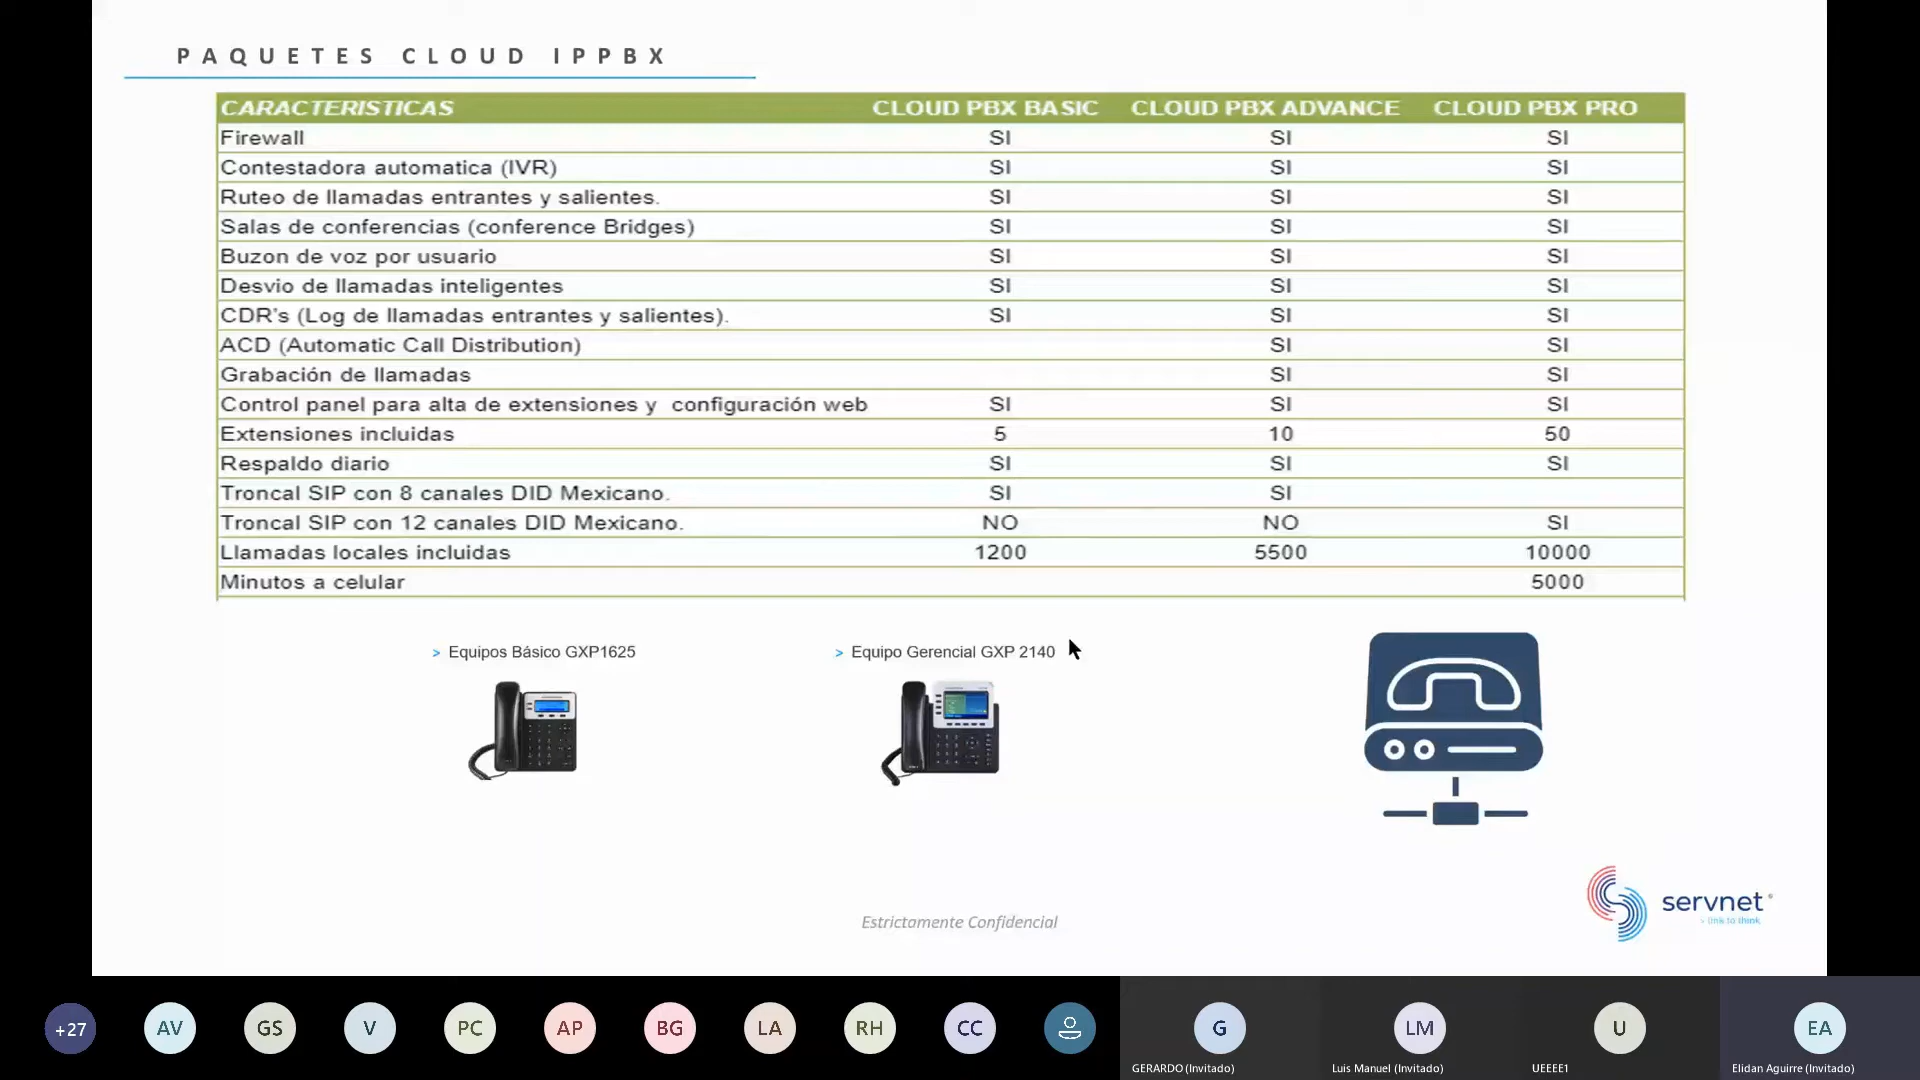 PAQUETES CLOUD IPPBX
CARACTERISTICAS CLOUD PBX BASIC CLOUD PBX ADVANCE CLOUD PBX PRO
Firewall SI SI SI
Contestadora automatica (IVR) SI SI SI
Ruteo de llamadas entrantes y salientes. SI SI SI
Salas de conferencias (conference Bridges) SI SI SI
Buzon de voz por usuario SI SI SI
Desvio de llamadas inteligentes SI SI SI
CDR's (Log de llamadas entrantes y salientes). SI SI SI
ACD (Automatic Call Distribution) SI SI
Grabación de llamadas SI SI
Control panel para alta de extensiones y configuración web SI SI SI
Extensiones incluidas 5 10 50
Respaldo diario SI SI SI
Troncal SIP con 8 canales DID Mexicano. SI SI
Troncal SIP con 12 canales DID Mexicano. NO NO SI
Llamadas locales incluidas 1200 5500 10000
Minutos a celular 5000
> Equipos Básico GXP1625 > Equipo Gerencial GXP 2140
servnet
> link to think
Estrictamente Confidencial
+27 AV GS V PC AP BG LA RH CC G LM U EA
GERARDO (Invitado) Luis Manuel (Invitado) UEEEE1 Elidan Aguirre (Invitado)